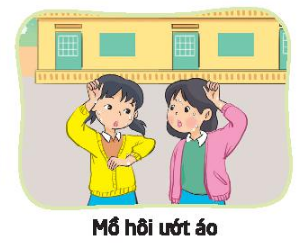 Mồ hôi ướt áo